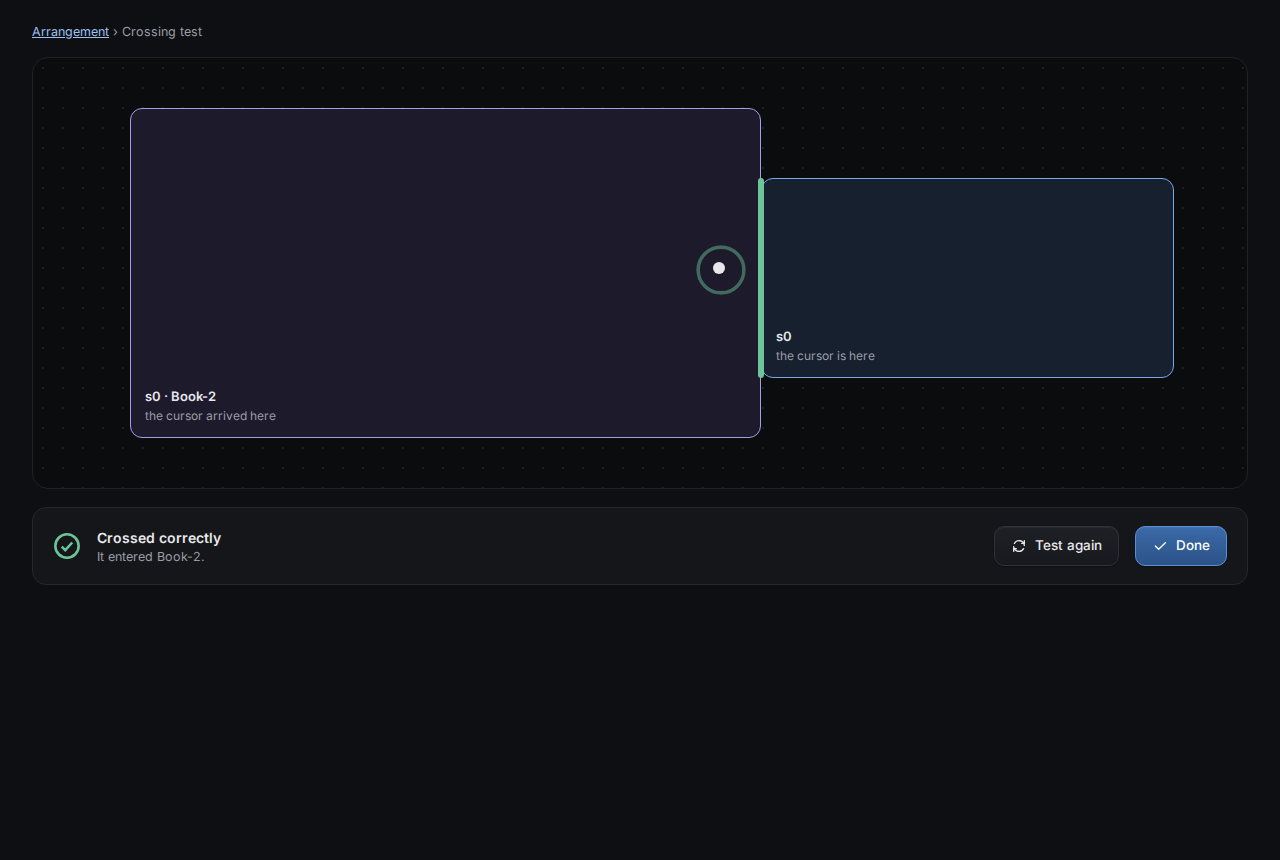 Arrangement › Crossing test
s0
the cursor is here
s0 · Book-2
the cursor arrived here
Crossed correctly
It entered Book-2.
Test again
Done